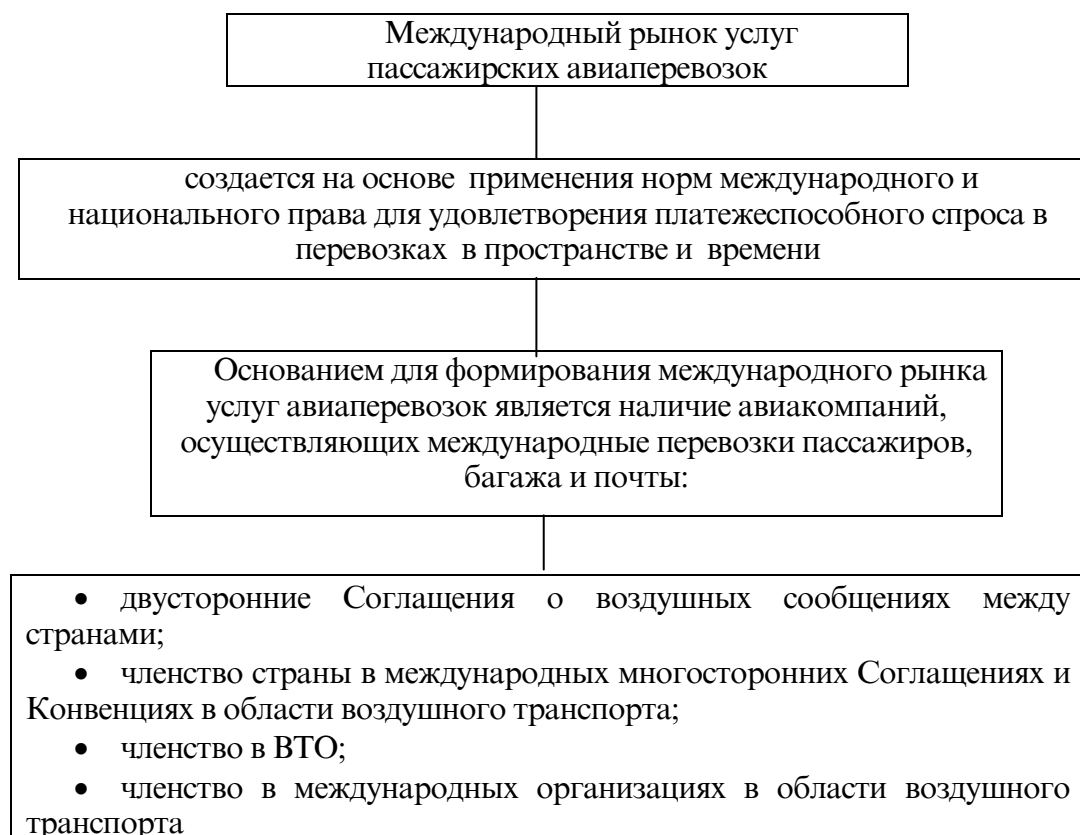 Международный рынок услуг
пассажирских авиаперевозок
создается на основе применения норм международного и
национального права для удовлетворения платежеспособного спроса в
перевозках в пространстве и времени
Основанием для формирования международного рынка
услуг авиаперевозок является наличие авиакомпаний,
осуществляющих международные перевозки пассажиров,
багажа и почты:
• двусторонние Соглащения о воздушных сообщениях между
странами;
• членство страны в международных многосторонних Соглащениях и
Конвенциях в области воздушного транспорта;
• членство в ВТО;
• членство в международных организациях в области воздушного
транспорта